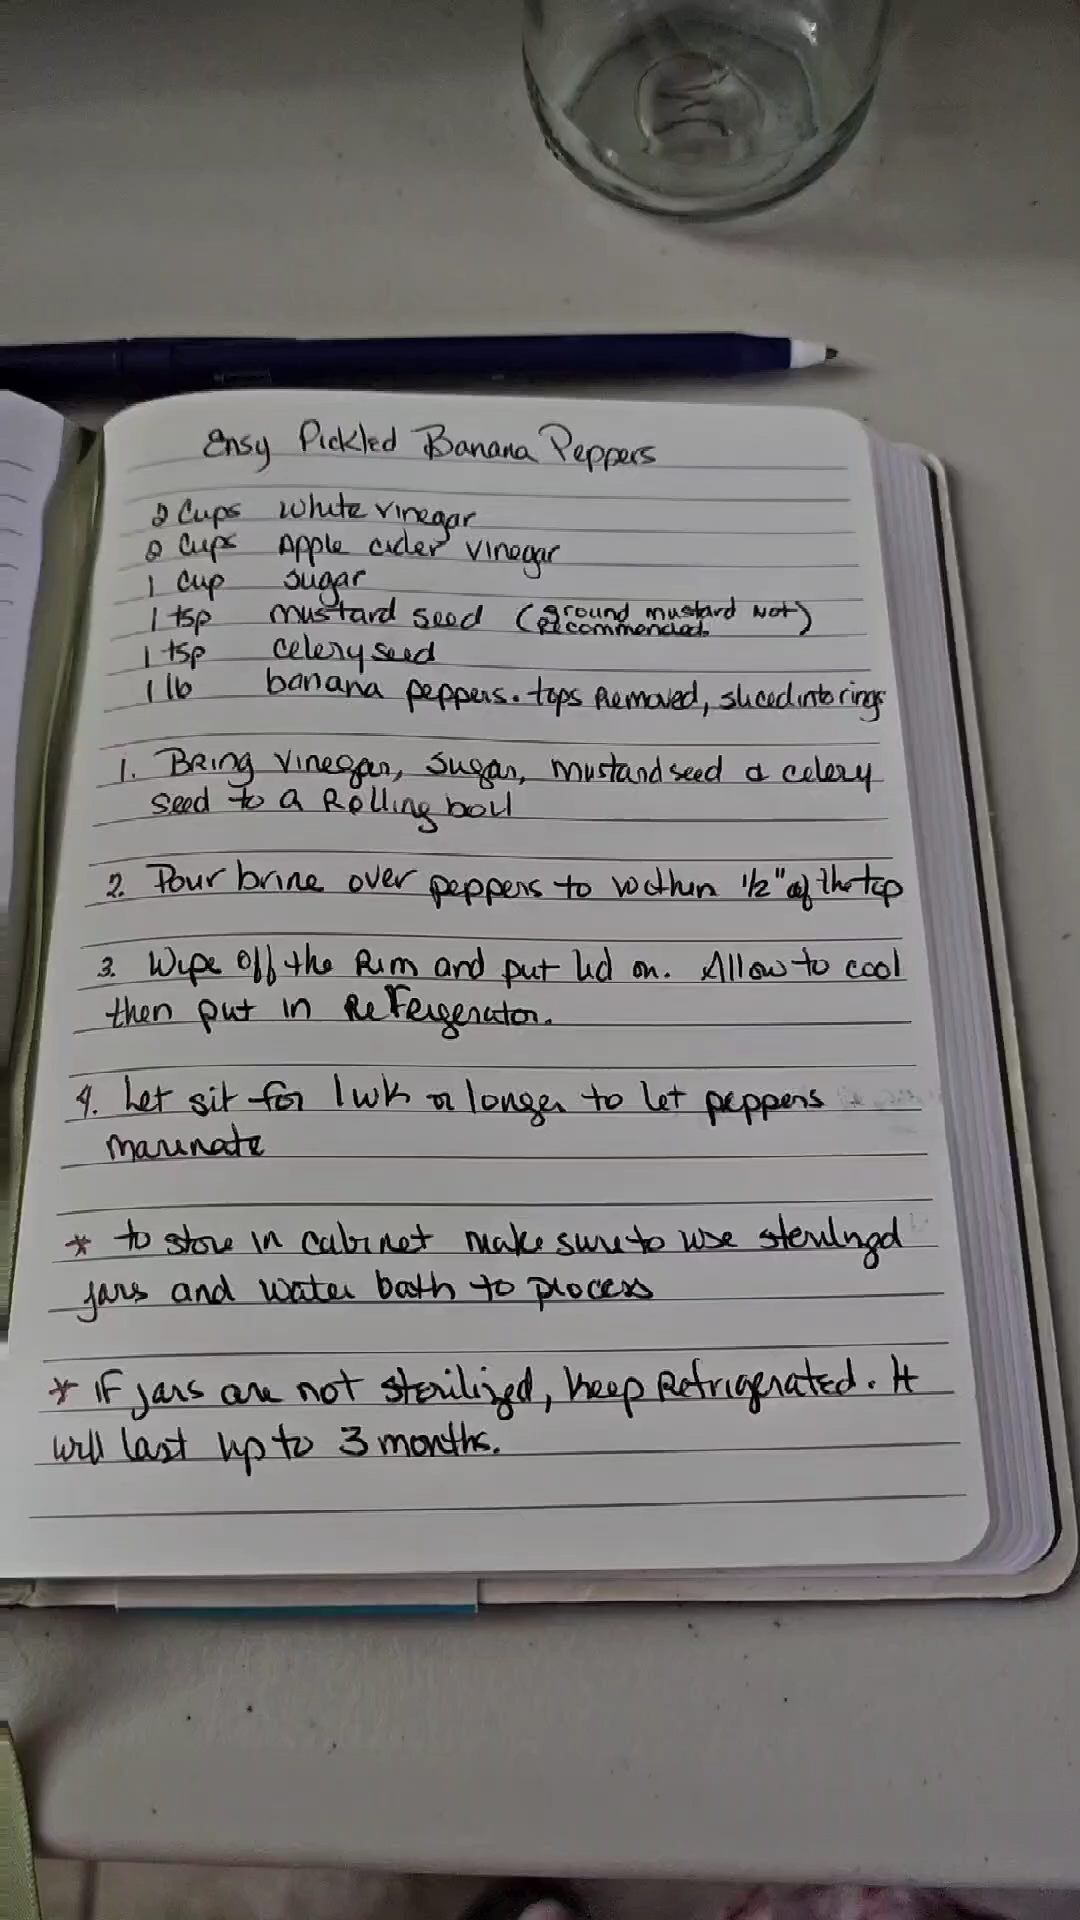 Easy Pickled Banana Peppers
2 Cups white vinegar
2 Cups Apple cider vinegar
1 cup sugar
1 tsp mustard seed (ground mustard not
recommended.)
1 tsp celery seed
1 lb banana peppers. tops Removed, sliced into rings
1. Bring vinegar, sugar, mustard seed & celery
seed to a Rolling boil
2. Pour brine over peppers to within 1/2" of the top
3. Wipe off the Rim and put lid on. Allow to cool
then put in Refrigerator.
4. Let sit for 1 wk or longer to let peppers
marinate
* to store in cabinet make sure to use sterilized
jars and water bath to process
* if jars are not sterilized, keep Refrigerated. It
will last up to 3 months.